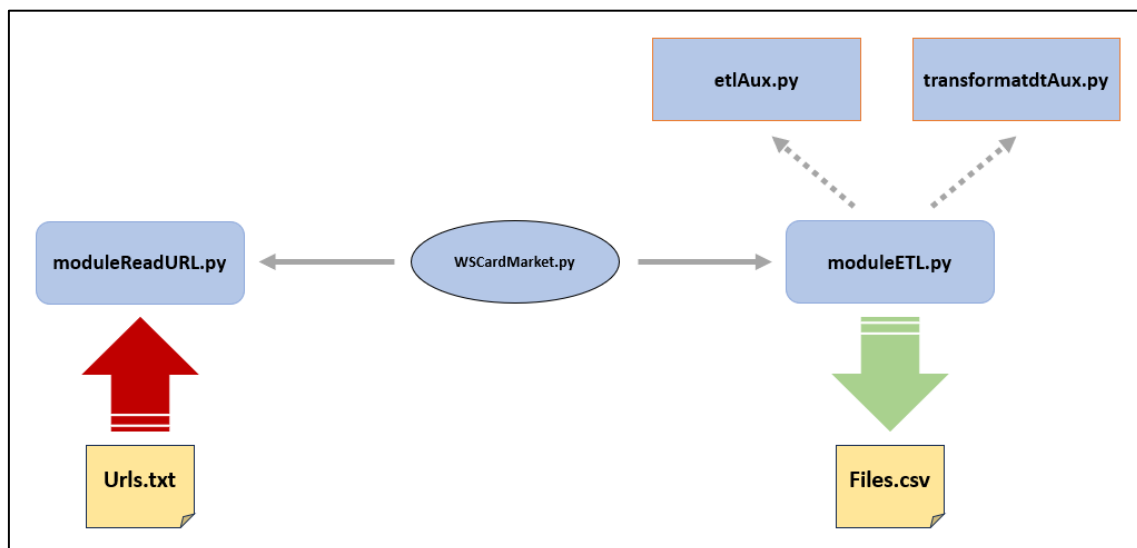 etlAux.py
transformatdtAux.py
moduleReadURL.py
WSCardMarket.py
moduleETL.py
Urls.txt
Files.csv